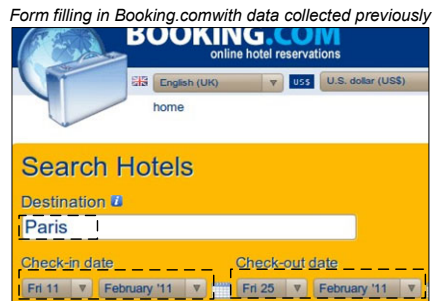 Form filling in Booking.comwith data collected previously
BOOKING.COM
online hotel reservations
English (UK) US$ U.S. dollar (US$)
home
Search Hotels
Destination i
Paris
Check-in date Check-out date
Fri 11 February '11 Fri 25 February '11